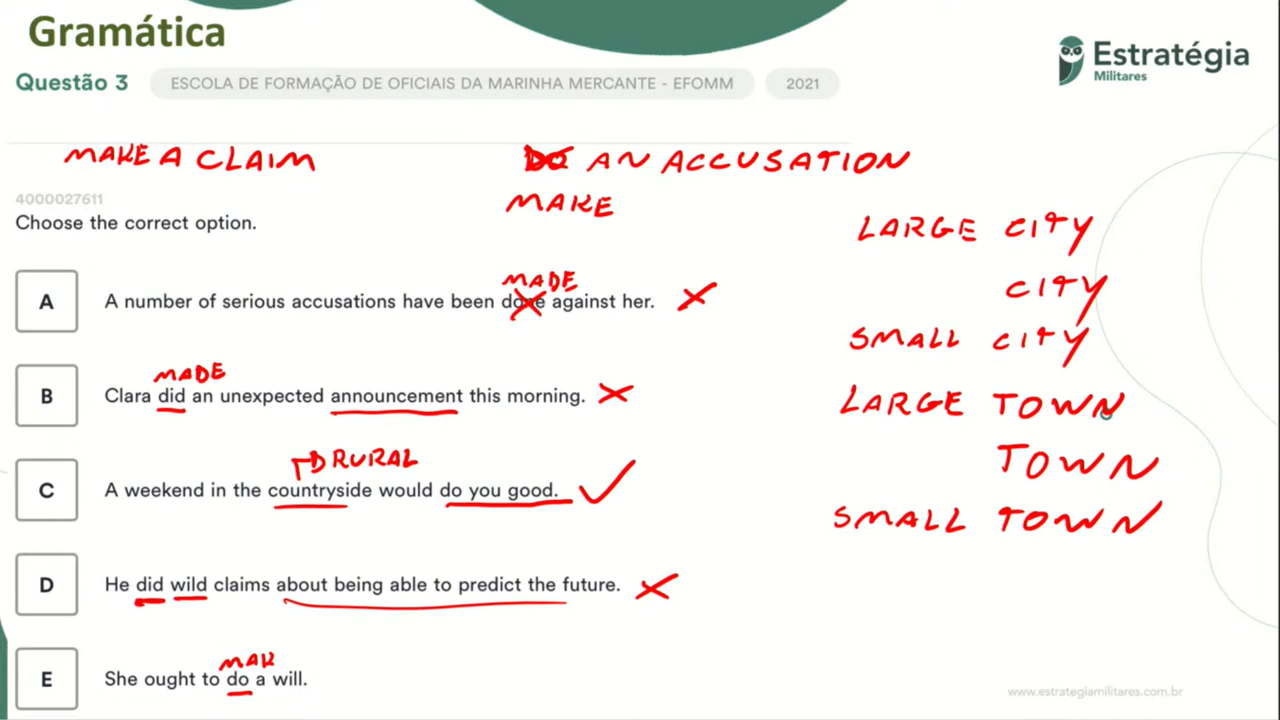 Gramática
Estratégia
Militares
Questão 3 ESCOLA DE FORMAÇÃO DE OFICIAIS DA MARINHA MERCANTE - EFOMM 2021
MAKE A CLAIM DO AN ACCUSATION
MAKE
4000027611
Choose the correct option.
LARGE CITY
MADE
A A number of serious accusations have been done against her.
CITY
SMALL CITY
MADE
B Clara did an unexpected announcement this morning.
LARGE TOWN
RURAL
TOWN
C A weekend in the countryside would do you good.
SMALL TOWN
D He did wild claims about being able to predict the future.
MAK
E She ought to do a will.
www.estrategiamilitares.com.br